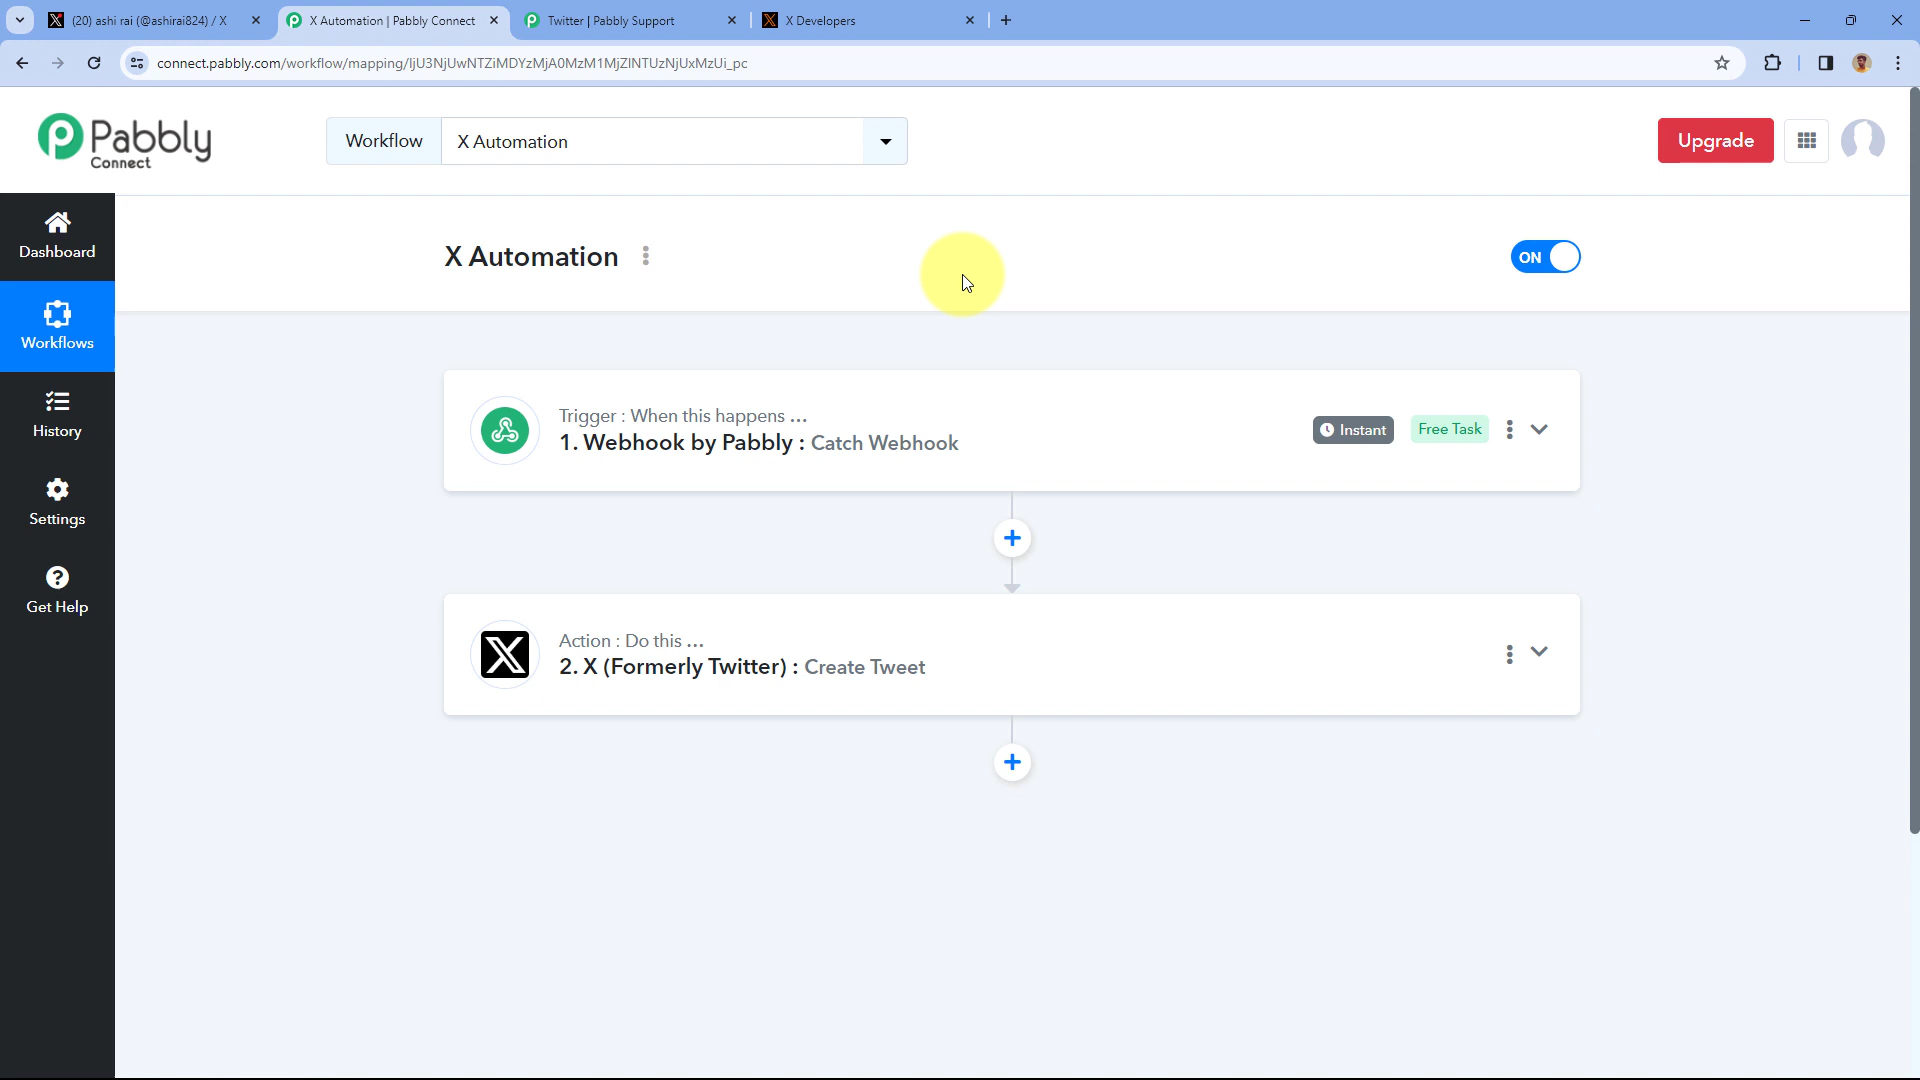 (20) ashi rai (@ashirai824) / X
X Automation | Pabbly Connect
Twitter | Pabbly Support
X Developers
connect.pabbly.com/workflow/mapping/IjU3NjUwNTZiMDYzMjA0MzM1MjZlNTUzNjUxMzUi_pc
Pabbly
Connect
Workflow
X Automation
Upgrade
Dashboard
Workflows
History
Settings
Get Help
X Automation
ON
Trigger : When this happens ...
1. Webhook by Pabbly : Catch Webhook
Instant
Free Task
Action : Do this ...
2. X (Formerly Twitter) : Create Tweet